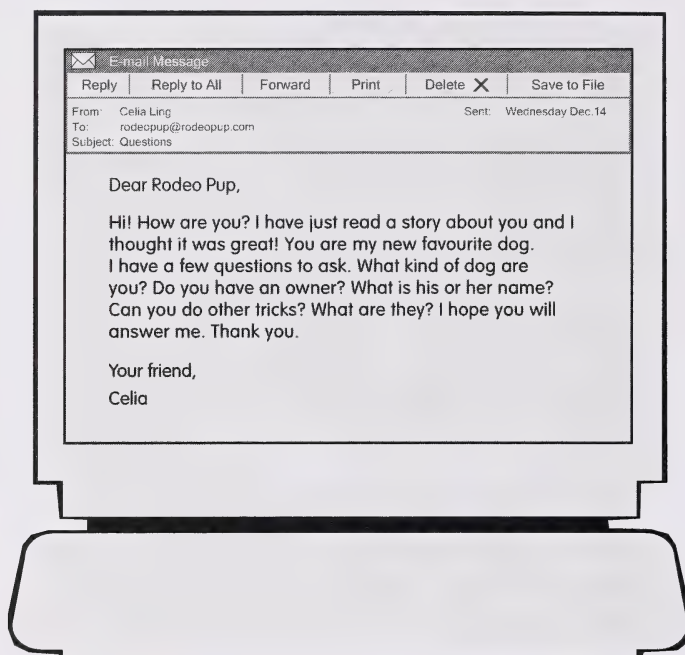 E-mail Message
Reply Reply to All Forward Print Delete X Save to File
From: Celia Ling Sent: Wednesday Dec.14
To: rodeopup@rodeopup.com
Subject: Questions
Dear Rodeo Pup,
Hi! How are you? I have just read a story about you and I
thought it was great! You are my new favourite dog.
I have a few questions to ask. What kind of dog are
you? Do you have an owner? What is his or her name?
Can you do other tricks? What are they? I hope you will
answer me. Thank you.
Your friend,
Celia